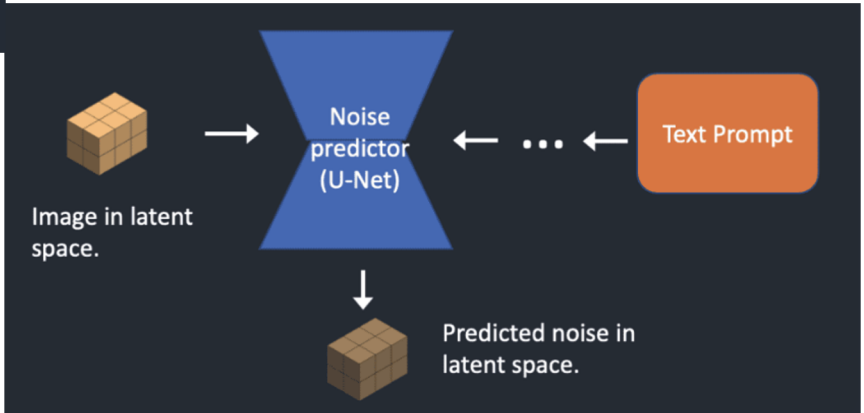 Noise
predictor
(U-Net)
...
Text Prompt
Image in latent
space.
Predicted noise in
latent space.